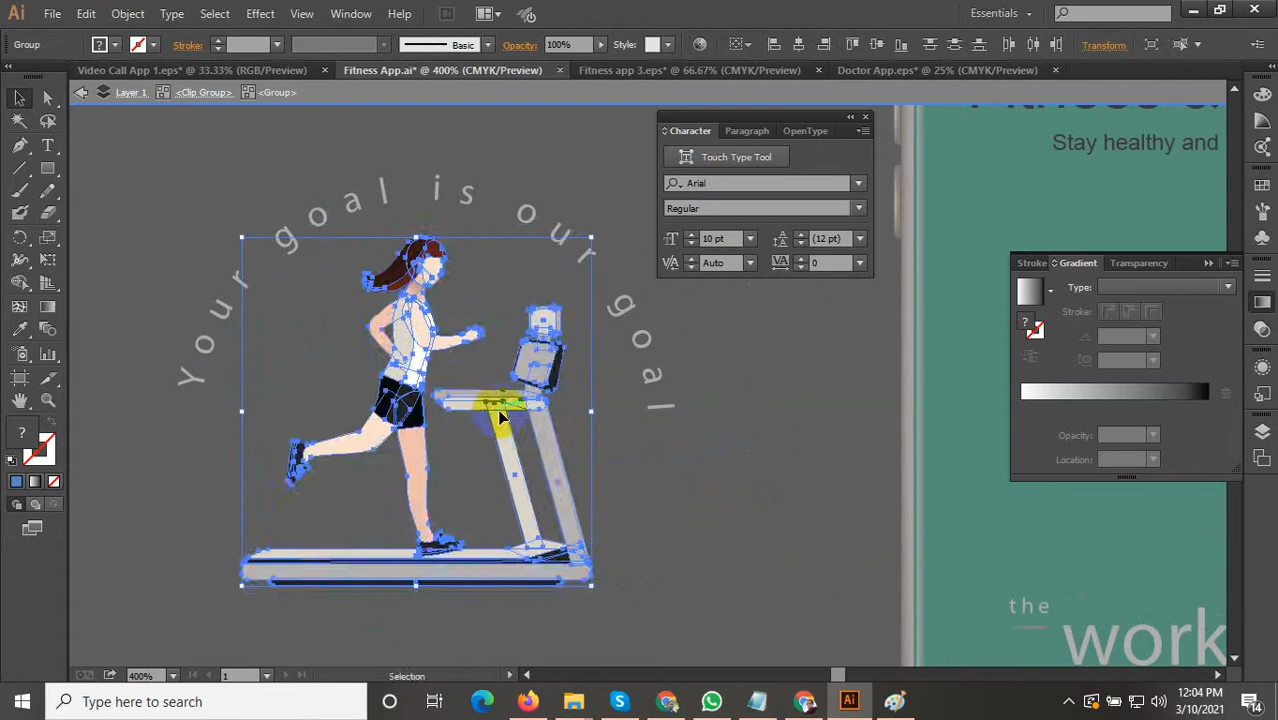 Ai File Edit Object Type Select Effect View Window Help Br Essentials
Group Stroke: Basic Opacity: 100% Style: Transform
Video Call App 1.eps* @ 33.33% (RGB/Preview) × Fitness App.ai* @ 400% (CMYK/Preview) × Fitness app 3.eps* @ 66.67% (CMYK/Preview) × Doctor App.eps* @ 25% (CMYK/Preview) ×
Layer 1 <Clip Group> <Group>
Stay healthy and
Character Paragraph OpenType
Touch Type Tool
Arial
Regular
10 pt (12 pt)
Auto 0
Your goal is our goal
Stroke Gradient Transparency
Type:
Stroke:
Opacity:
Location:
the
work
400% 1 Selection
Type here to search
12:04 PM
3/10/2021
14